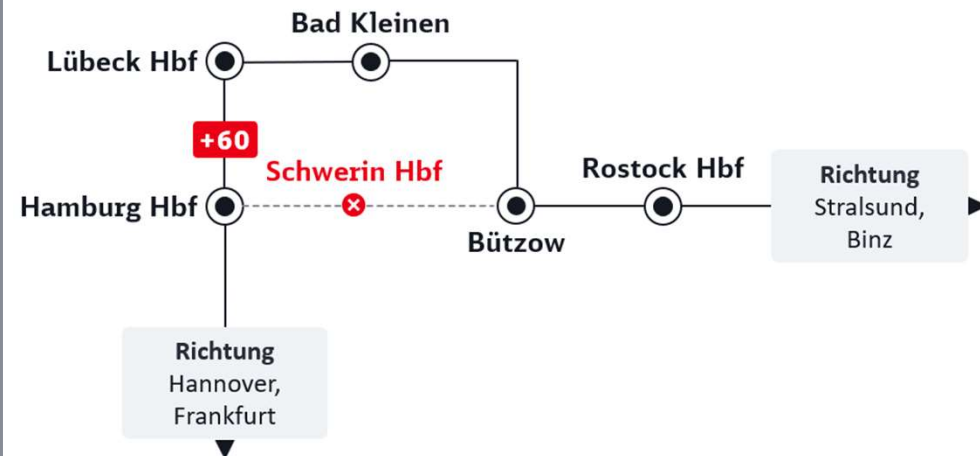 Bad Kleinen
Lübeck Hbf
+60
Schwerin Hbf
Hamburg Hbf
Rostock Hbf
Bützow
Richtung
Stralsund,
Binz
Richtung
Hannover,
Frankfurt